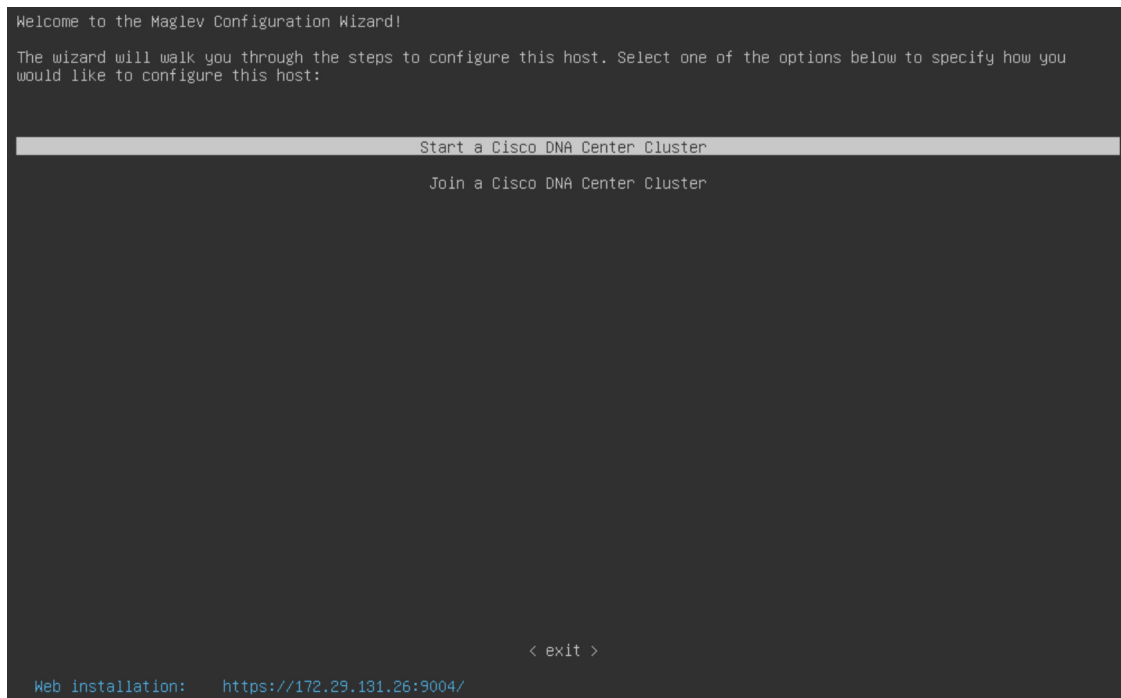 Welcome to the Maglev Configuration Wizard!
The wizard will walk you through the steps to configure this host. Select one of the options below to specify how you
would like to configure this host:
Start a Cisco DNA Center Cluster
Join a Cisco DNA Center Cluster
< exit >
Web installation: https://172.29.131.26:9004/